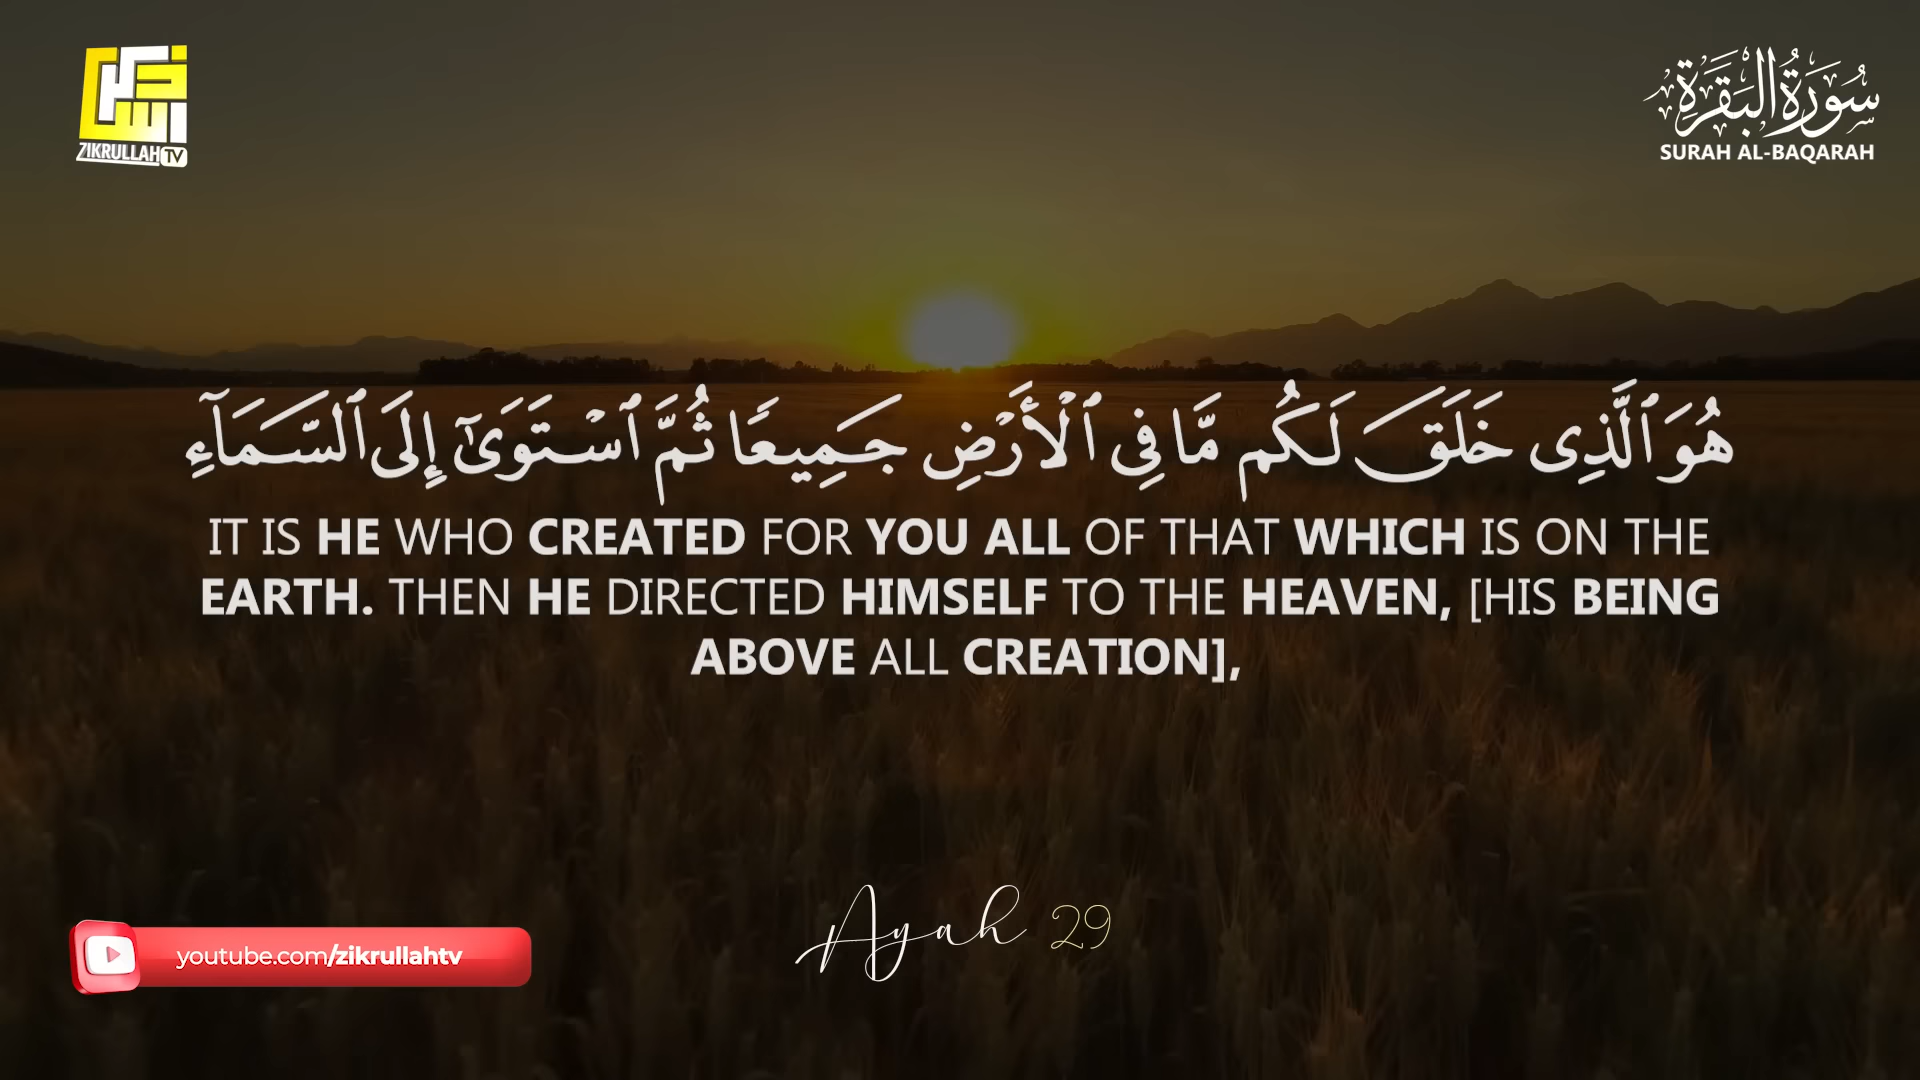 ZIKRULLAH TV
سُورَةُ البَقَرَةِ
SURAH AL-BAQARAH
هُوَ ٱلَّذِى خَلَقَ لَكُم مَّا فِى ٱلْأَرْضِ جَمِيعًا ثُمَّ ٱسْتَوَىٰٓ إِلَى ٱلسَّمَآءِ
IT IS HE WHO CREATED FOR YOU ALL OF THAT WHICH IS ON THE
EARTH. THEN HE DIRECTED HIMSELF TO THE HEAVEN, [HIS BEING
ABOVE ALL CREATION],
Ayah 29
youtube.com/zikrullahtv